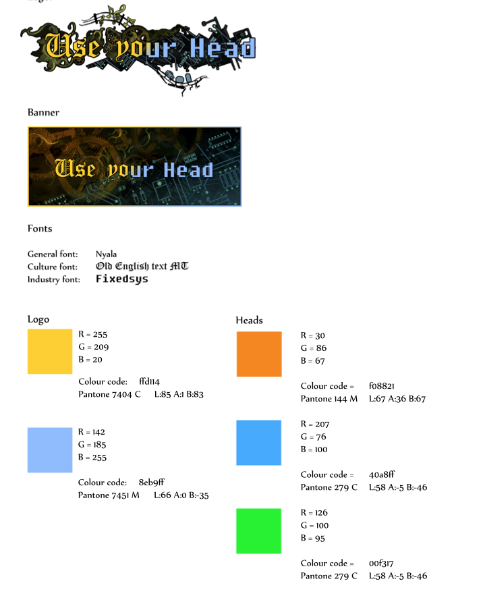 Use your Head
Banner
Use your Head
Fonts
General font: Nyala
Culture font: Old English text MT
Industry font: Fixedsys
Logo
R = 255
G = 209
B = 20
Colour code: ffd114
Pantone 7404 C L:85 A:1 B:83
R = 142
G = 185
B = 255
Colour code: 8eb9ff
Pantone 7451 M L:66 A:0 B:-35
Heads
R = 30
G = 86
B = 67
Colour code = f08821
Pantone 144 M L:67 A:36 B:67
R = 207
G = 76
B = 100
Colour code = 40a8ff
Pantone 279 C L:58 A:-5 B:-46
R = 126
G = 100
B = 95
Colour code = 00f317
Pantone 279 C L:58 A:-5 B:-46